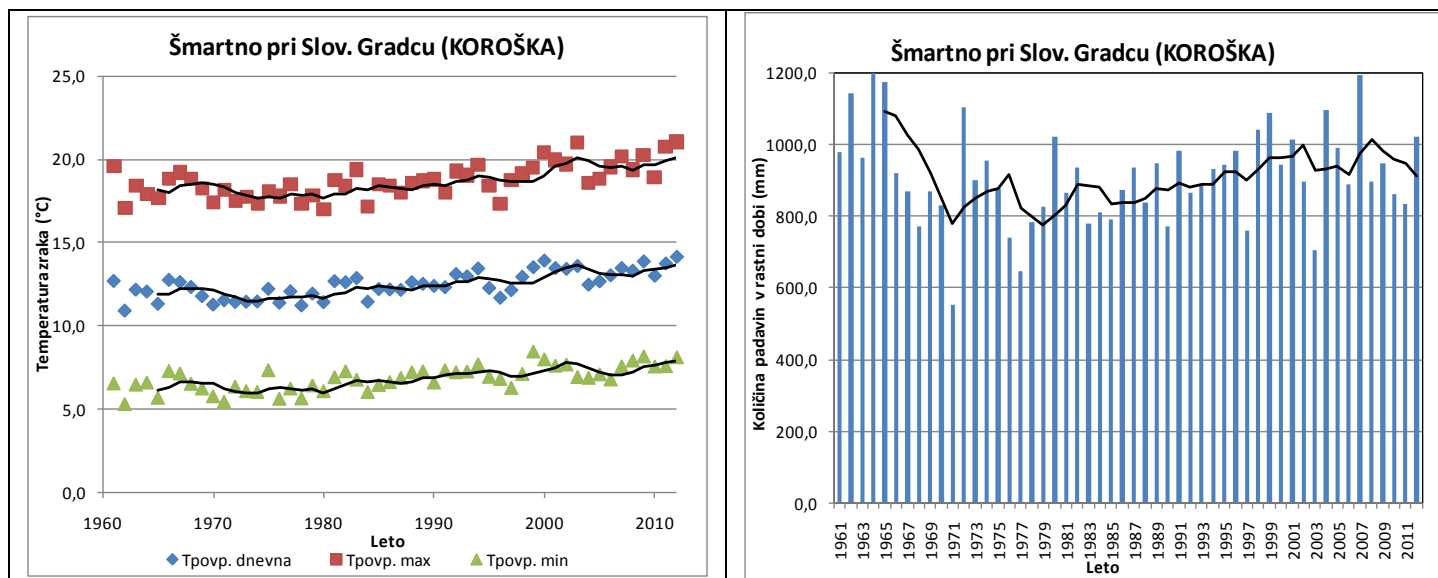 Šmartno pri Slov. Gradcu (KOROŠKA)
Temperatura zraka (°C)
25,0
20,0
15,0
10,0
5,0
0,0
1960 1970 1980 1990 2000 2010
Leto
Tpovp. dnevna Tpovp. max Tpovp. min
Šmartno pri Slov. Gradcu (KOROŠKA)
Količina padavin v rastni dobi (mm)
1200,0
1000,0
800,0
600,0
400,0
200,0
0,0
1961 1963 1965 1967 1969 1971 1973 1975 1977 1979 1981 1983 1985 1987 1989 1991 1993 1995 1997 1999 2001 2003 2005 2007 2009 2011
Leto